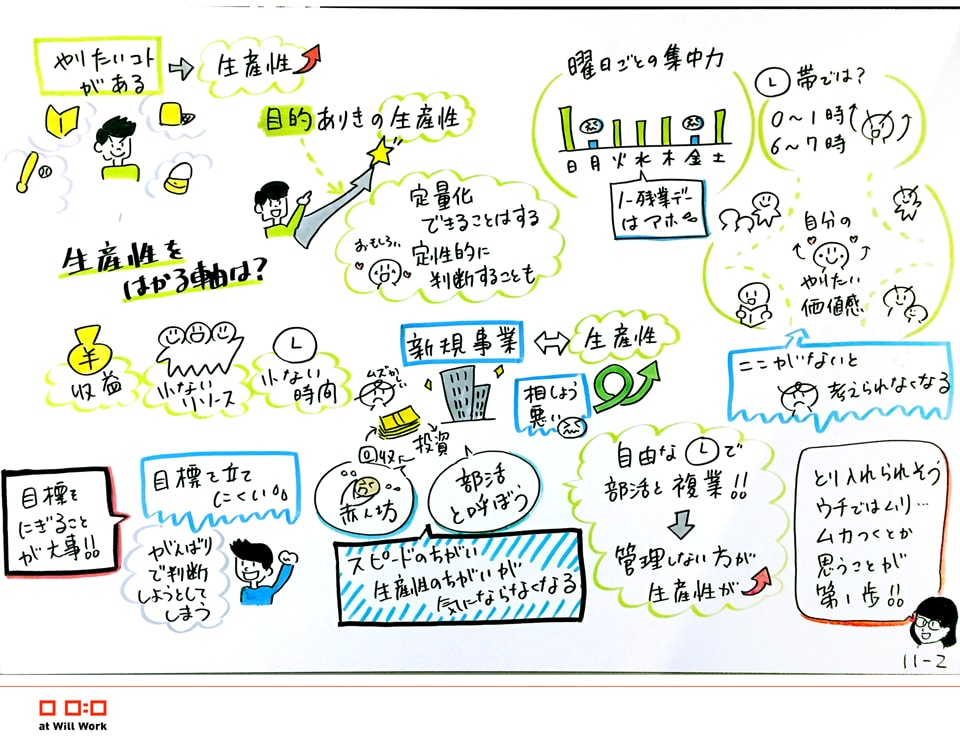 やりたいコト
がある
生産性
目的ありきの生産性
定量化
できることはする
おもしろい
定性的に
判断することも
曜日ごとの集中力
日 月 火 水 木 金 土
ノー残業デー
はアホ
L 帯では?
0〜1時
6〜7時
自分の
やりたい
価値感
ここがないと
考えられなくなる
生産性を
はかる軸は?
¥
収益
少ない
リソース
L
少ない
時間
新規事業
生産性
ムズかしい
相しょう
悪い
投資
回収
赤ん坊
部活
と呼ぼう
スピードのちがい
生産性のちがいが
気にならなくなる
目標を
にぎること
が大事!!
目標を立て
にくい
がんばり
で判断
しようとして
しまう
自由な L で
部活と複業!!
管理しない方が
生産性が
とり入れられそう
ウチではムリ…
ムカつくとか
思うことが
第1歩!!
11-2
at Will Work